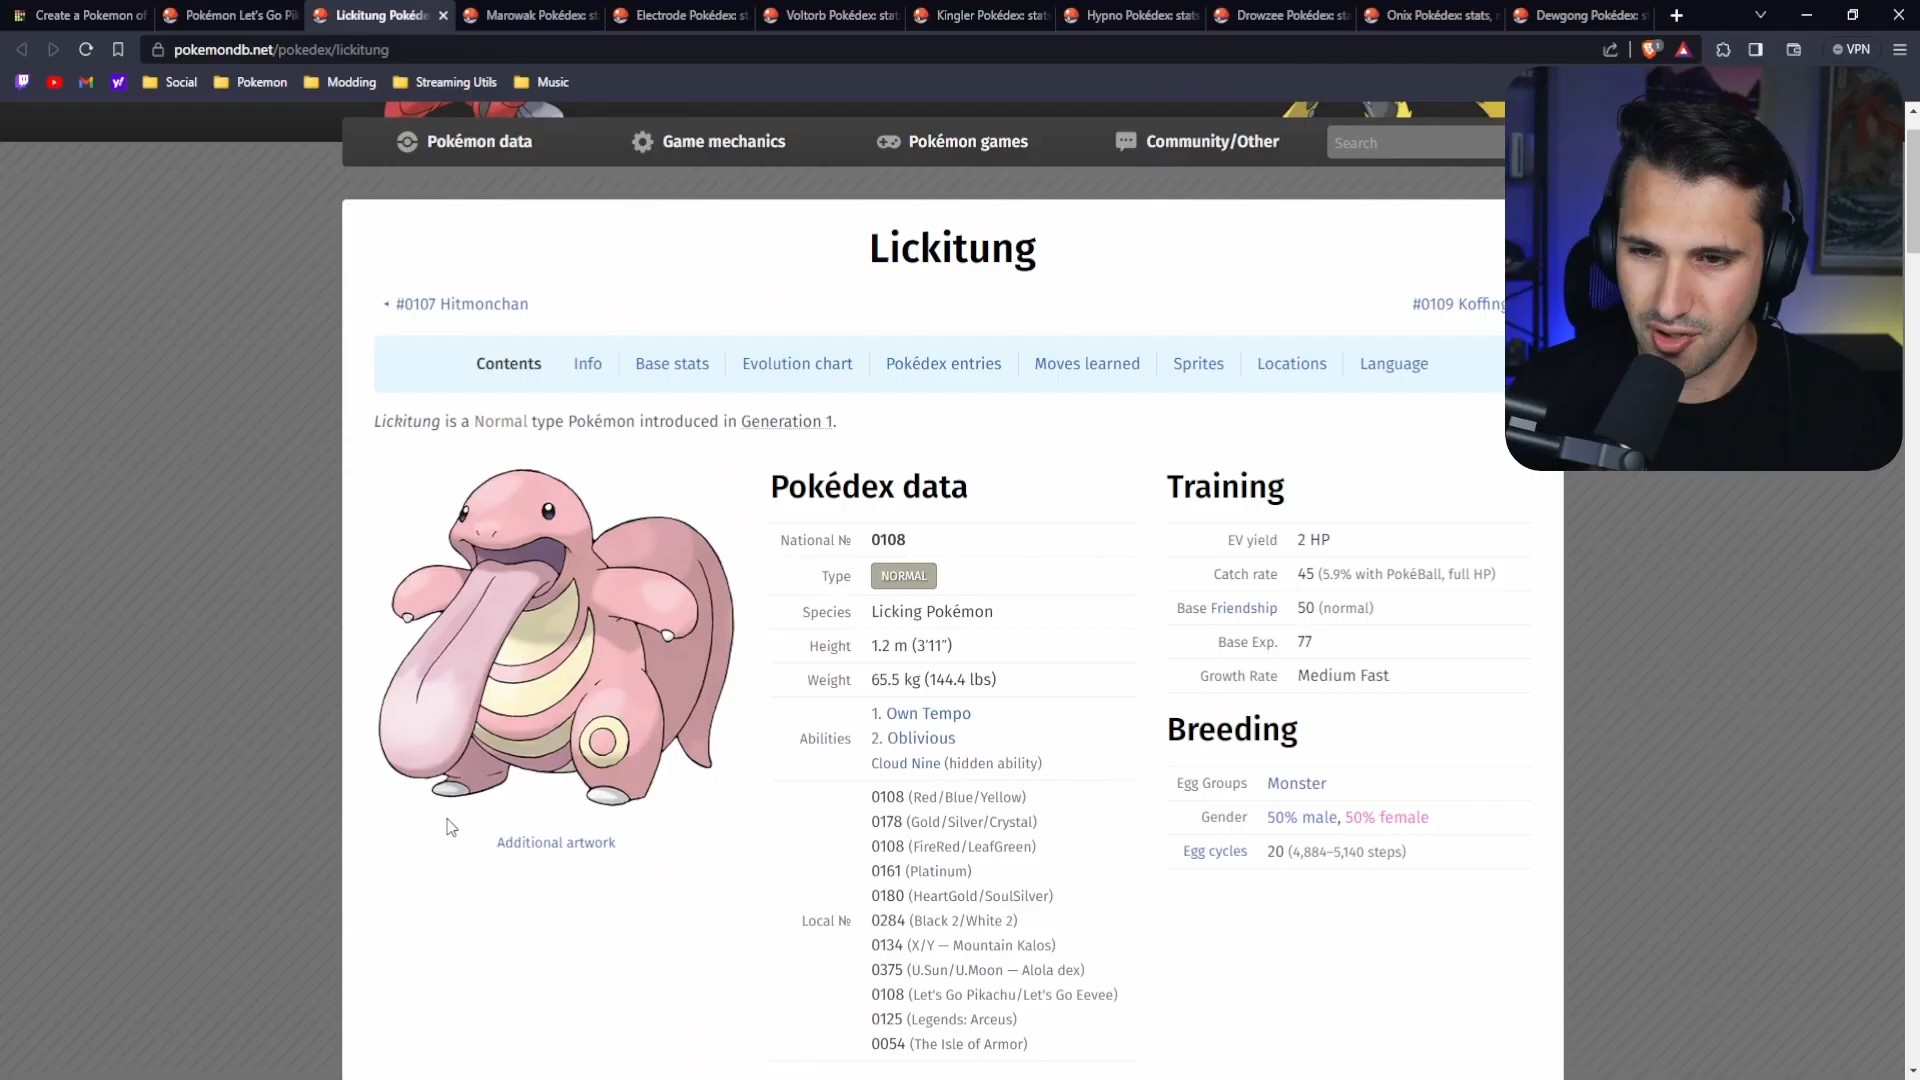 Create a Pokemon of
Pokémon Let's Go Pi
Lickitung Pokéde
Marowak Pokédex: st
Electrode Pokédex: s
Voltorb Pokédex: stat
Kingler Pokédex: stat
Hypno Pokédex: stats
Drowzee Pokédex: st
Onix Pokédex: stats,
Dewgong Pokédex: s
pokemondb.net/pokedex/lickitung
VPN
Social
Pokemon
Modding
Streaming Utils
Music
Pokémon data
Game mechanics
Pokémon games
Community/Other
Search
Lickitung
#0107 Hitmonchan
#0109 Koffing
Contents
Info
Base stats
Evolution chart
Pokédex entries
Moves learned
Sprites
Locations
Language
Lickitung is a Normal type Pokémon introduced in Generation 1.
Additional artwork
Pokédex data
National № 0108
Type NORMAL
Species Licking Pokémon
Height 1.2 m (3′11″)
Weight 65.5 kg (144.4 lbs)
Abilities
1. Own Tempo
2. Oblivious
Cloud Nine (hidden ability)
Local №
0108 (Red/Blue/Yellow)
0178 (Gold/Silver/Crystal)
0108 (FireRed/LeafGreen)
0161 (Platinum)
0180 (HeartGold/SoulSilver)
0284 (Black 2/White 2)
0134 (X/Y — Mountain Kalos)
0375 (U.Sun/U.Moon — Alola dex)
0108 (Let's Go Pikachu/Let's Go Eevee)
0125 (Legends: Arceus)
0054 (The Isle of Armor)
Training
EV yield 2 HP
Catch rate 45 (5.9% with PokéBall, full HP)
Base Friendship 50 (normal)
Base Exp. 77
Growth Rate Medium Fast
Breeding
Egg Groups Monster
Gender 50% male, 50% female
Egg cycles 20 (4,884–5,140 steps)